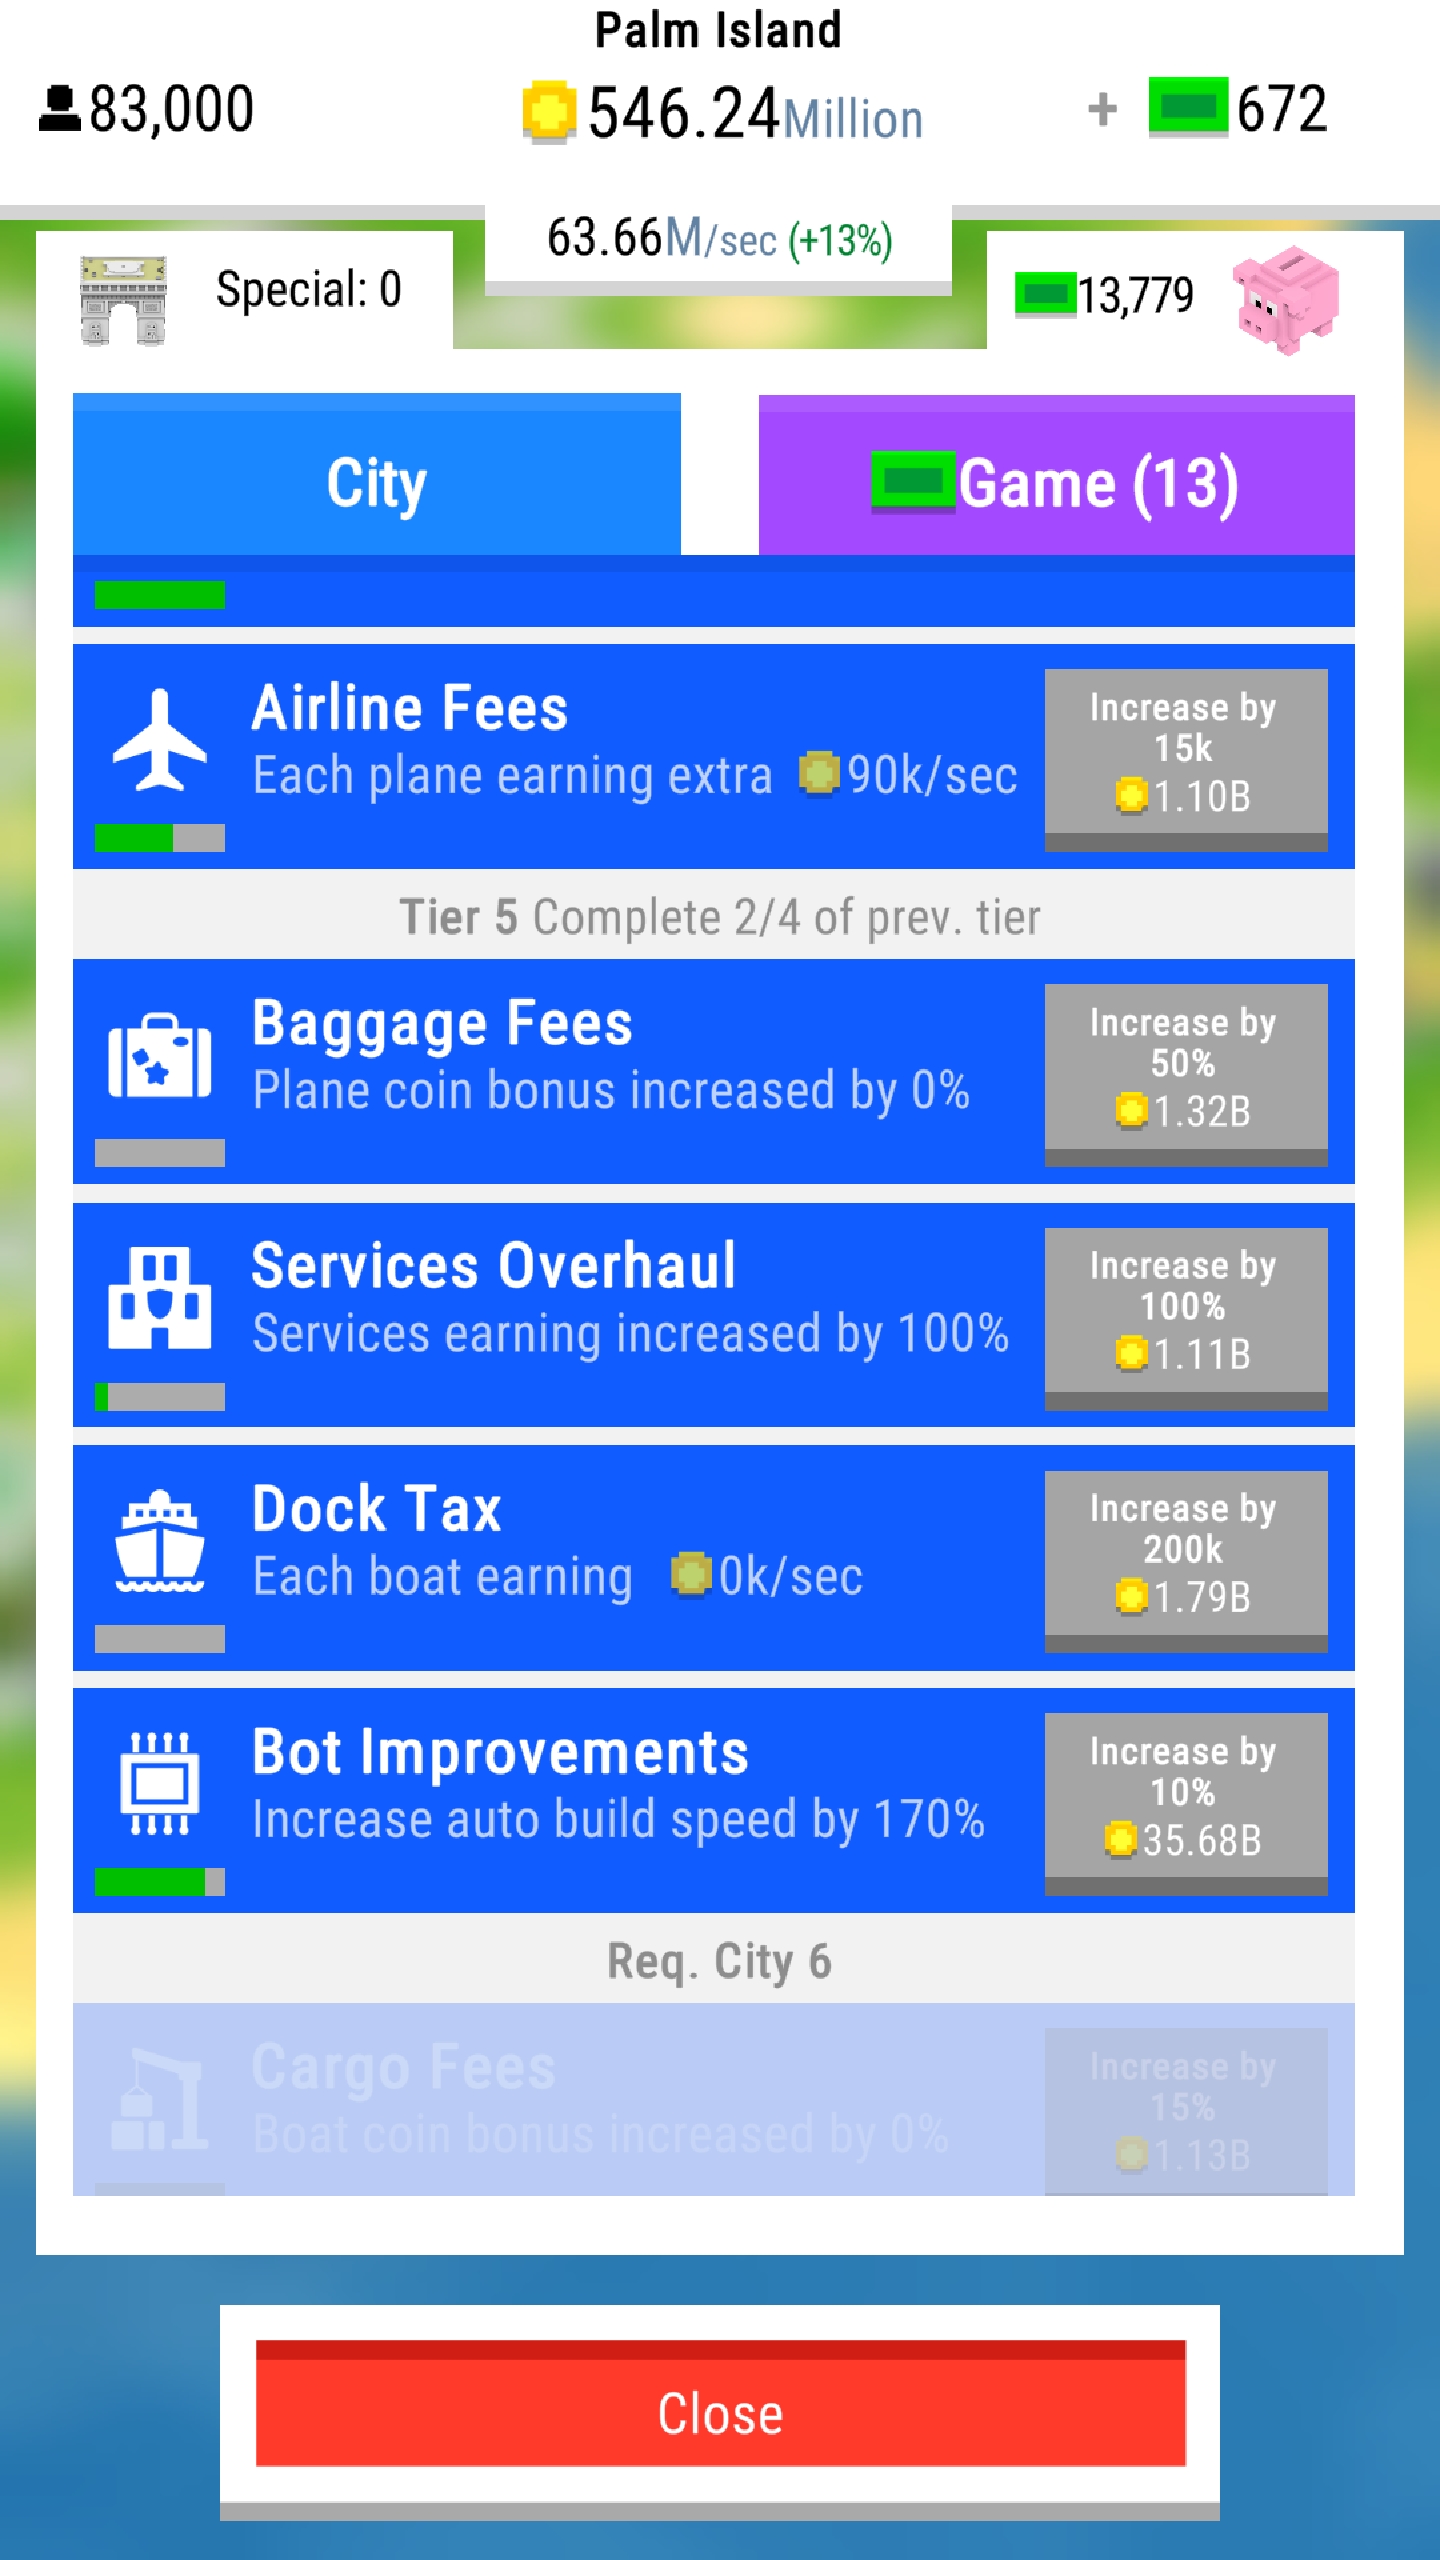 Palm Island
83,000
546.24Million
+ 672
63.66M/sec (+13%)
Special: 0
13,779
City
Game (13)
Airline Fees
Each plane earning extra 90k/sec
Increase by
15k
1.10B
Tier 5 Complete 2/4 of prev. tier
Baggage Fees
Plane coin bonus increased by 0%
Increase by
50%
1.32B
Services Overhaul
Services earning increased by 100%
Increase by
100%
1.11B
Dock Tax
Each boat earning 0k/sec
Increase by
200k
1.79B
Bot Improvements
Increase auto build speed by 170%
Increase by
10%
35.68B
Req. City 6
Cargo Fees
Boat coin bonus increased by 0%
Increase by
15%
1.13B
Close